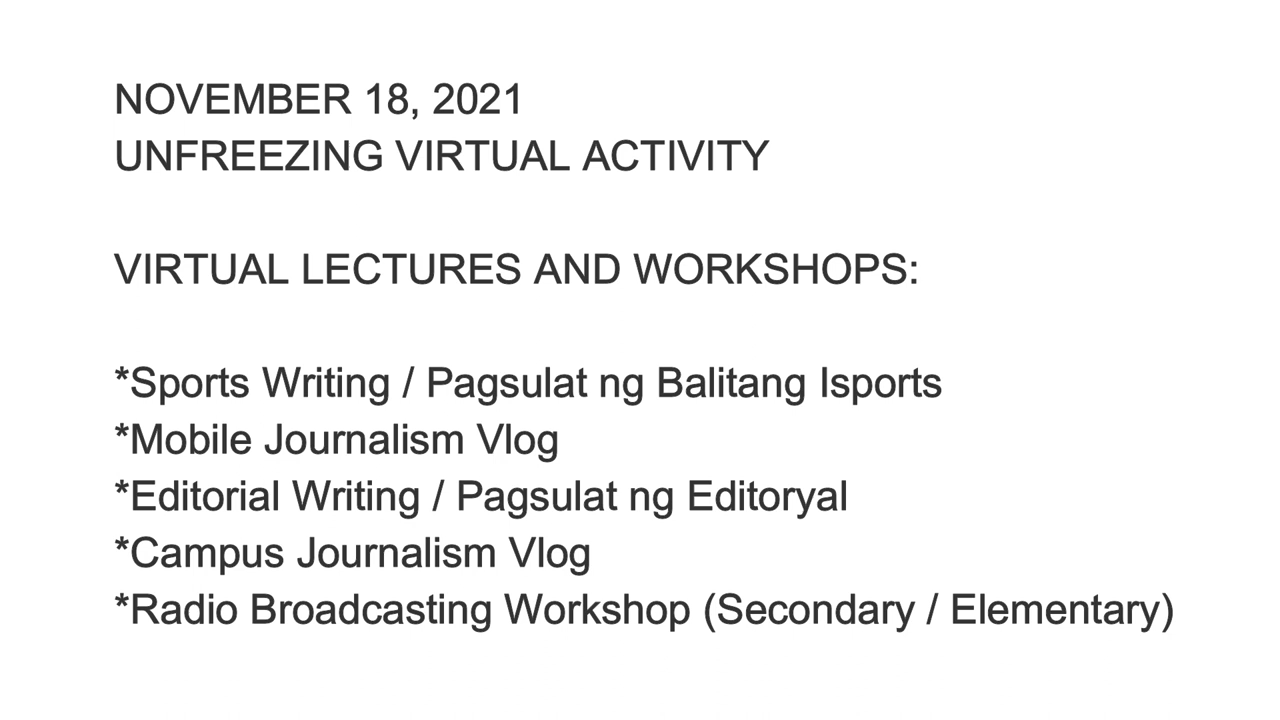 NOVEMBER 18, 2021
UNFREEZING VIRTUAL ACTIVITY
VIRTUAL LECTURES AND WORKSHOPS:
*Sports Writing / Pagsulat ng Balitang Isports
*Mobile Journalism Vlog
*Editorial Writing / Pagsulat ng Editoryal
*Campus Journalism Vlog
*Radio Broadcasting Workshop (Secondary / Elementary)